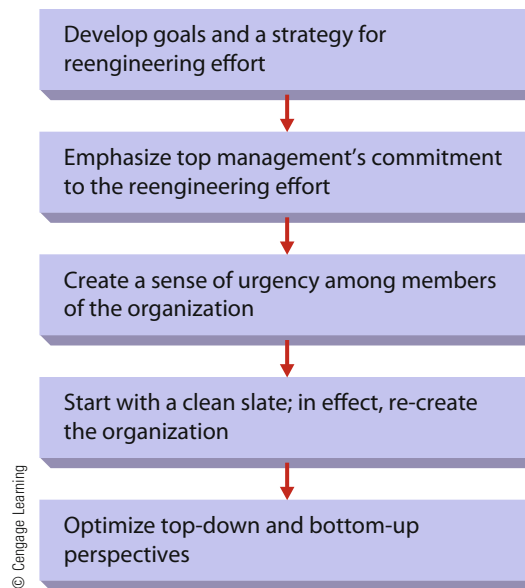 Develop goals and a strategy for
reengineering effort
Emphasize top management’s commitment
to the reengineering effort
Create a sense of urgency among members
of the organization
Start with a clean slate; in effect, re-create
the organization
Optimize top-down and bottom-up
perspectives
© Cengage Learning